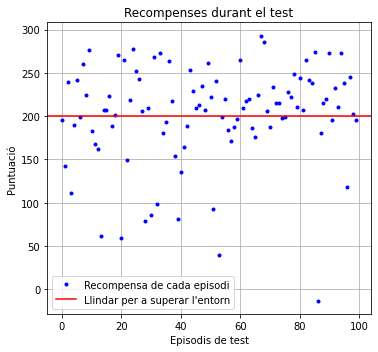 Recompenses durant el test
300
250
200
150
100
50
0
Puntuació
Recompensa de cada episodi
Llindar per a superar l'entorn
0 20 40 60 80 100
Episodis de test